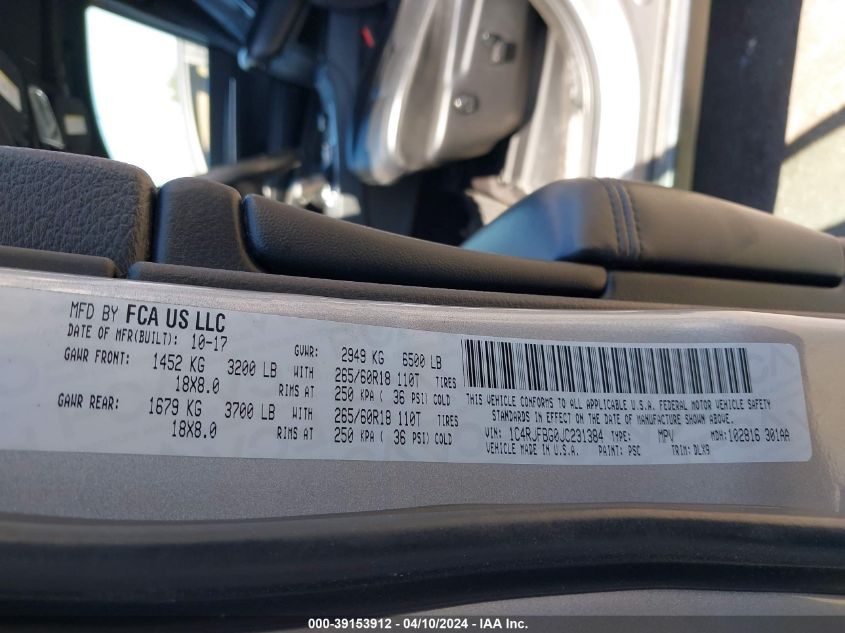 MFD BY FCA US LLC
DATE OF MFR(BUILT): 10-17 GVWR: 2949 KG 6500 LB
GAWR FRONT: 1452 KG 3200 LB WITH 265/60R18 110T TIRES
18X8.0 RIMS AT 250 KPA ( 36 PSI) COLD
GAWR REAR: 1679 KG 3700 LB WITH 265/60R18 110T TIRES
18X8.0 RIMS AT 250 KPA ( 36 PSI) COLD
THIS VEHICLE CONFORMS TO ALL APPLICABLE U.S.A. FEDERAL MOTOR VEHICLE SAFETY
STANDARDS IN EFFECT ON THE DATE OF MANUFACTURE SHOWN ABOVE.
VIN: 1C4RJFBG0JC231384 TYPE: MPV MDH: 102816 301AA
VEHICLE MADE IN U.S.A. PAINT: PSC TRIM: DLX9
000-39153912 - 04/10/2024 - IAA Inc.